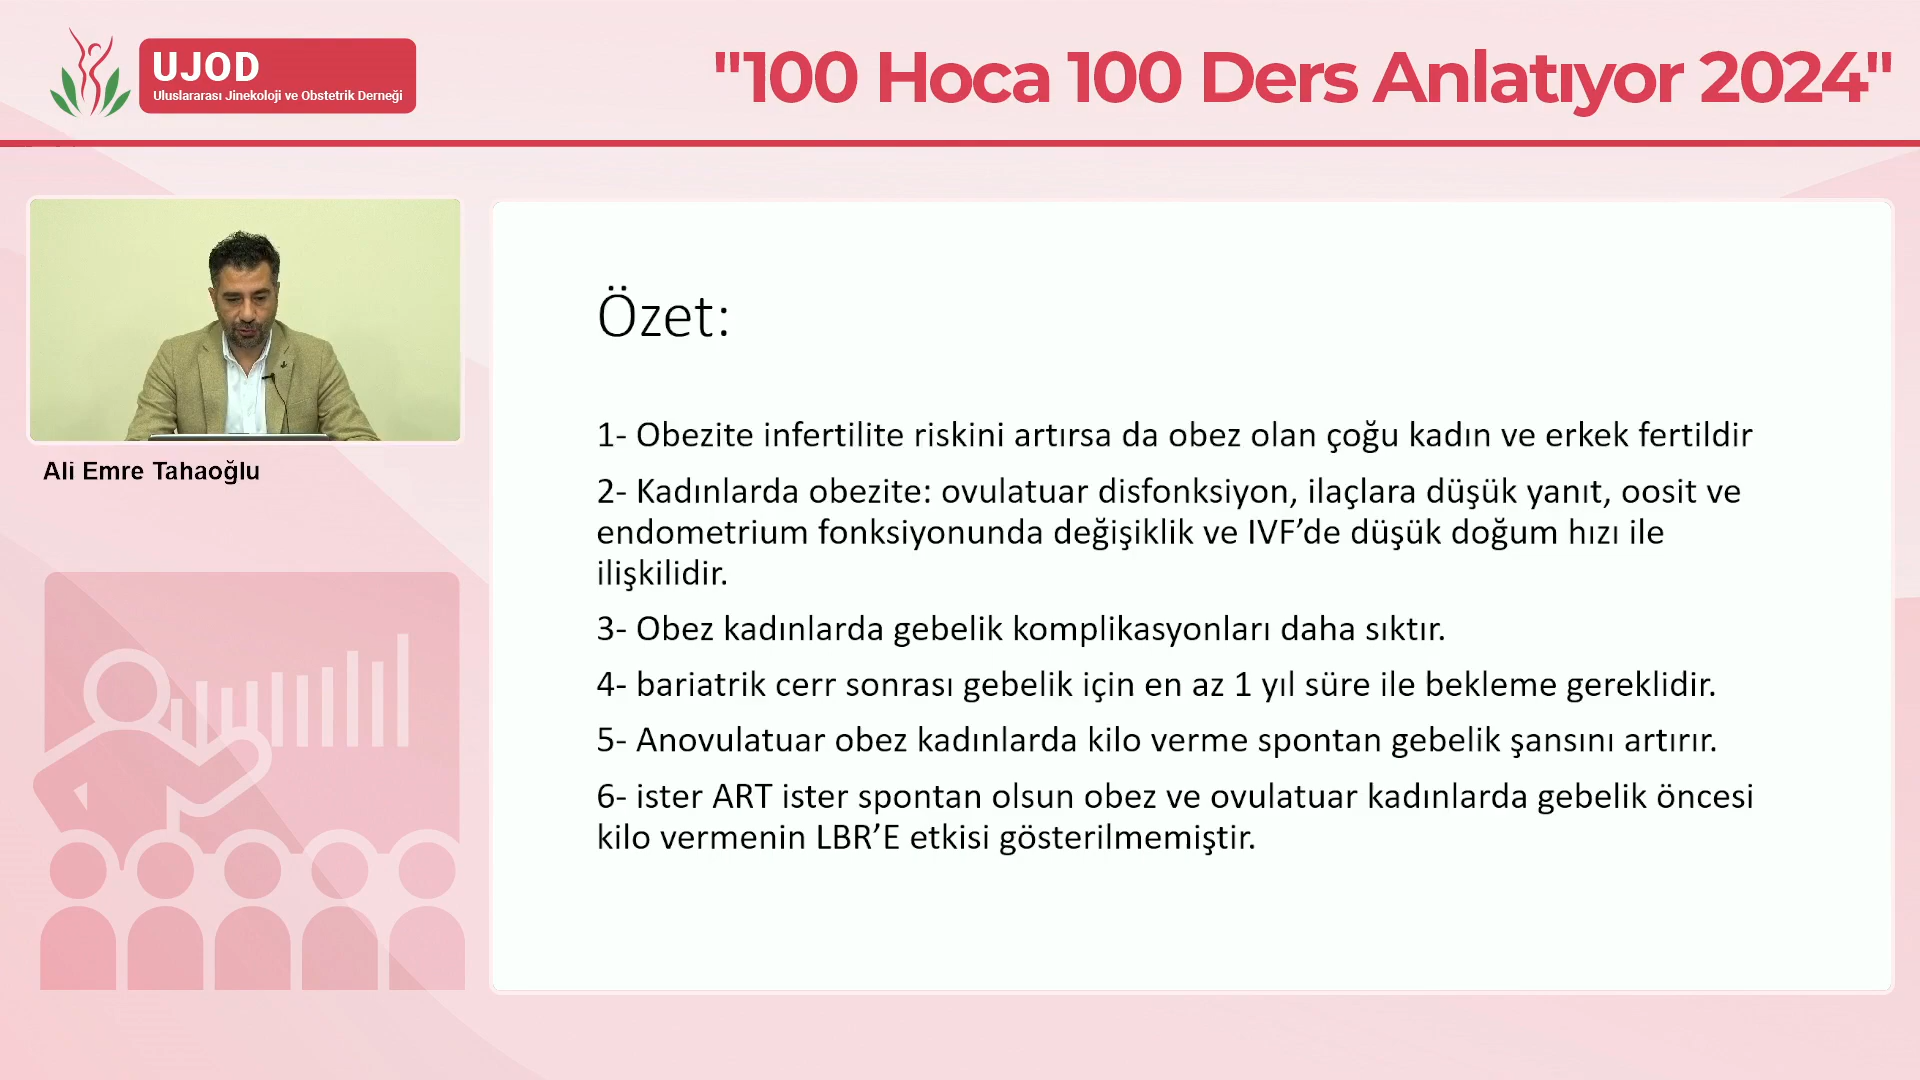 UJOD
Uluslararası Jinekoloji ve Obstetrik Derneği
"100 Hoca 100 Ders Anlatıyor 2024"
Ali Emre Tahaoğlu
Özet:
1- Obezite infertilite riskini artırsa da obez olan çoğu kadın ve erkek fertildir
2- Kadınlarda obezite: ovulatuar disfonksiyon, ilaçlara düşük yanıt, oosit ve
endometrium fonksiyonunda değişiklik ve IVF’de düşük doğum hızı ile
ilişkilidir.
3- Obez kadınlarda gebelik komplikasyonları daha sıktır.
4- bariatrik cerr sonrası gebelik için en az 1 yıl süre ile bekleme gereklidir.
5- Anovulatuar obez kadınlarda kilo verme spontan gebelik şansını artırır.
6- ister ART ister spontan olsun obez ve ovulatuar kadınlarda gebelik öncesi
kilo vermenin LBR’E etkisi gösterilmemiştir.